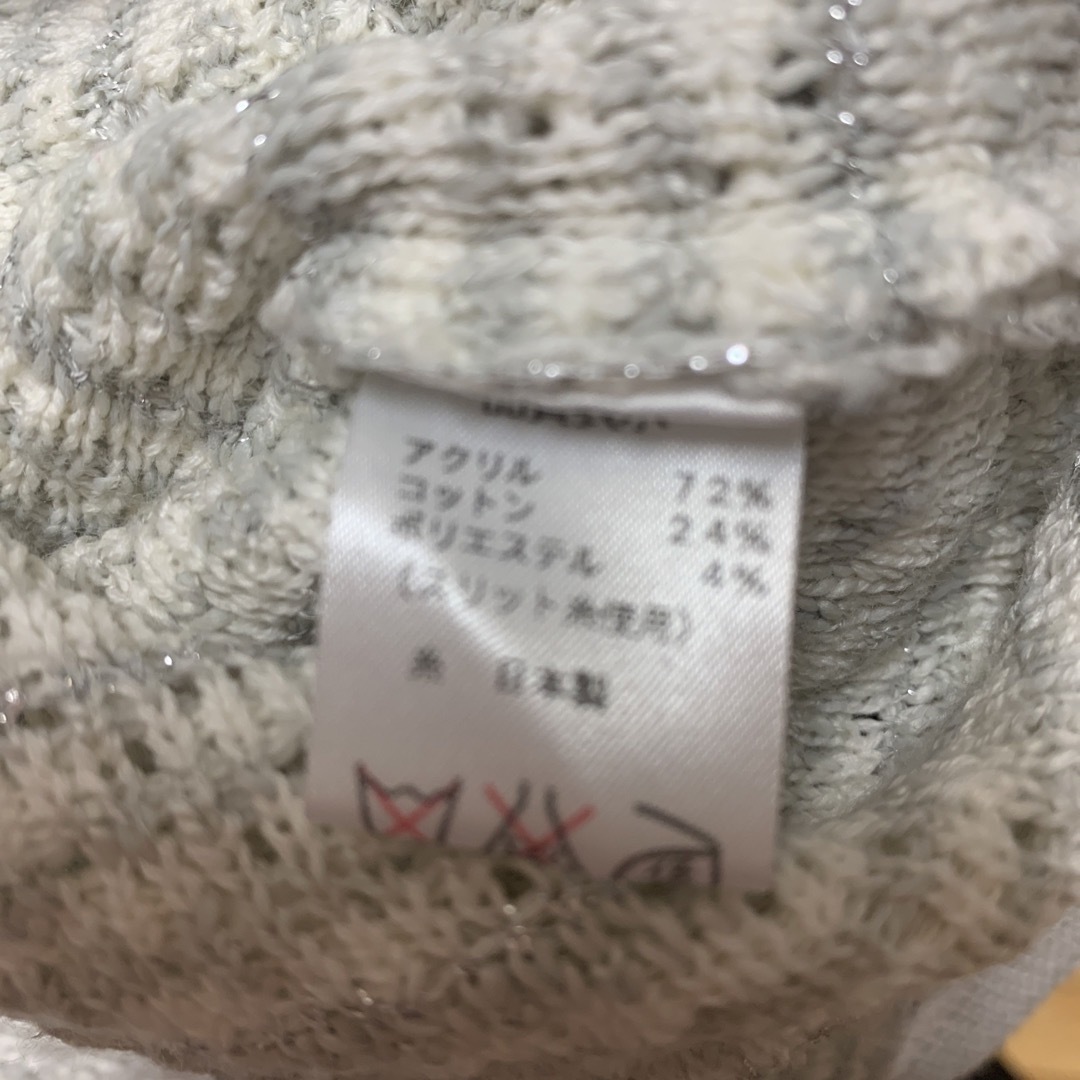 アクリル 72%
コットン 24%
ポリエステル 4%
(スリット糸使用)
糸 日本製